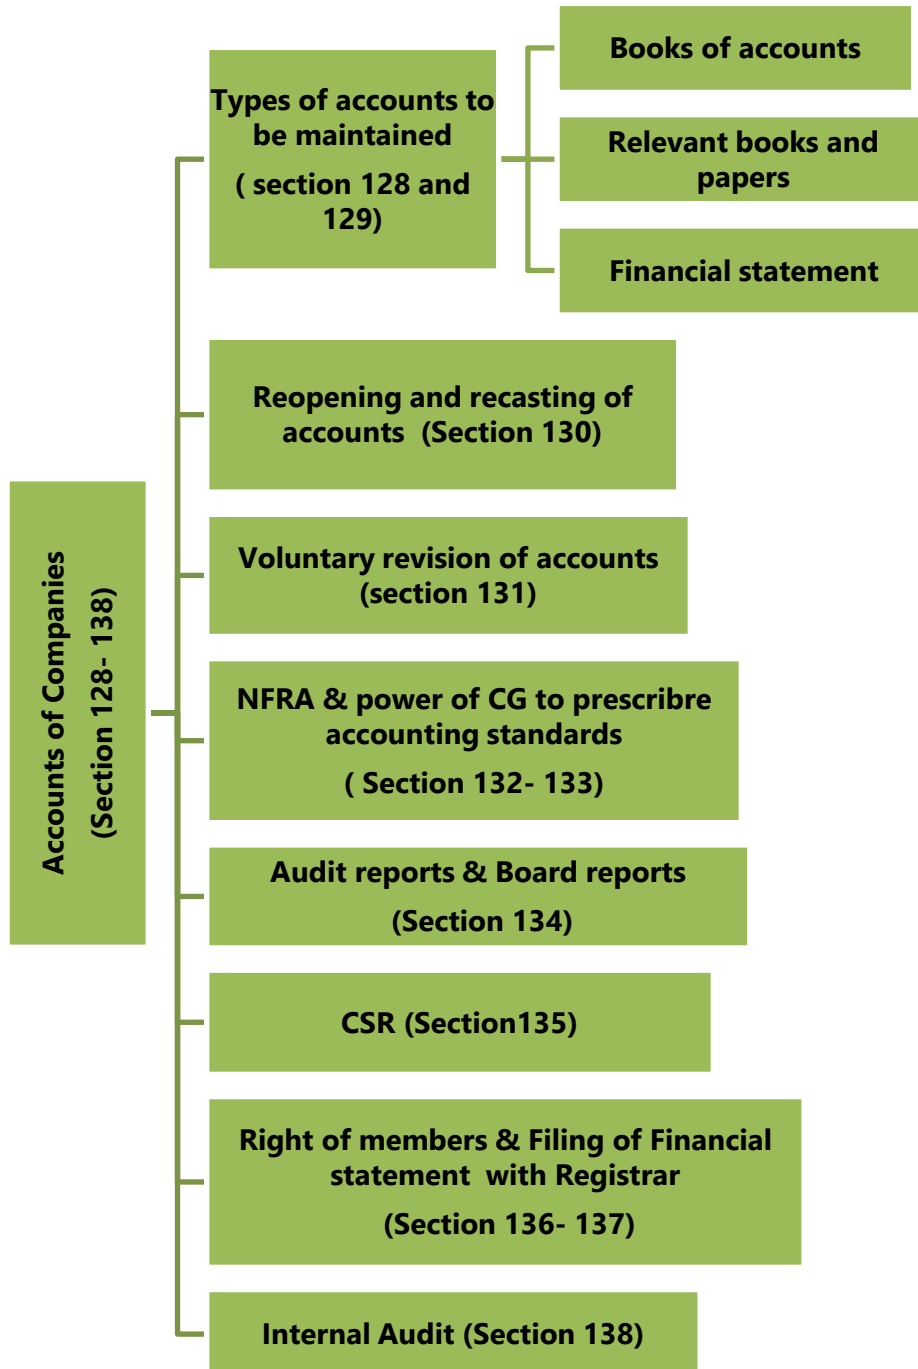 Accounts of Companies
(Section 128- 138)
Types of accounts to
be maintained
( section 128 and
129)
Books of accounts
Relevant books and
papers
Financial statement
Reopening and recasting of
accounts (Section 130)
Voluntary revision of accounts
(section 131)
NFRA & power of CG to prescribre
accounting standards
( Section 132- 133)
Audit reports & Board reports
(Section 134)
CSR (Section135)
Right of members & Filing of Financial
statement with Registrar
(Section 136- 137)
Internal Audit (Section 138)